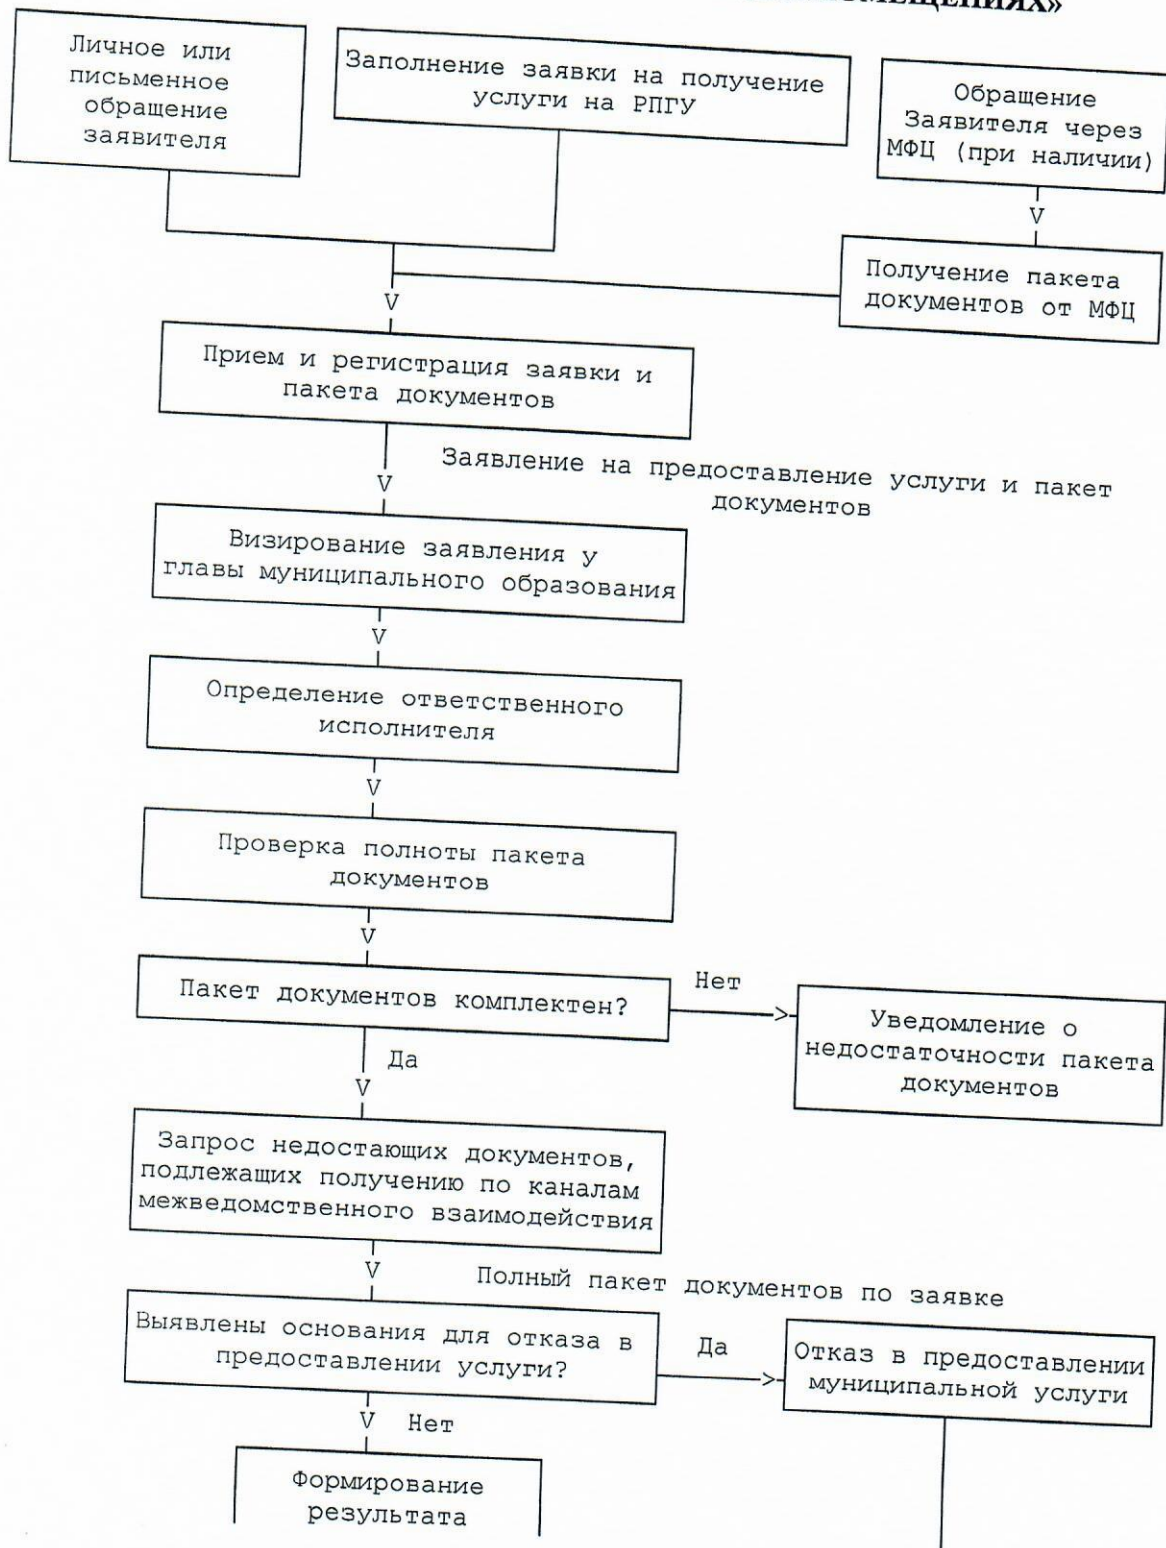 Личное или
письменное
обращение
заявителя
Заполнение заявки на получение
услуги на РПГУ
Обращение
Заявителя через
МФЦ (при наличии)
V
Получение пакета
документов от МФЦ
V
Прием и регистрация заявки и
пакета документов
Заявление на предоставление услуги и пакет
документов
V
Визирование заявления у
главы муниципального образования
V
Определение ответственного
исполнителя
V
Проверка полноты пакета
документов
V
Пакет документов комплектен?
Нет
>
Уведомление о
недостаточности пакета
документов
Да
V
Запрос недостающих документов,
подлежащих получению по каналам
межведомственного взаимодействия
V
Полный пакет документов по заявке
Выявлены основания для отказа в
предоставлении услуги?
Да
>
Отказ в предоставлении
муниципальной услуги
V Нет
Формирование
результата